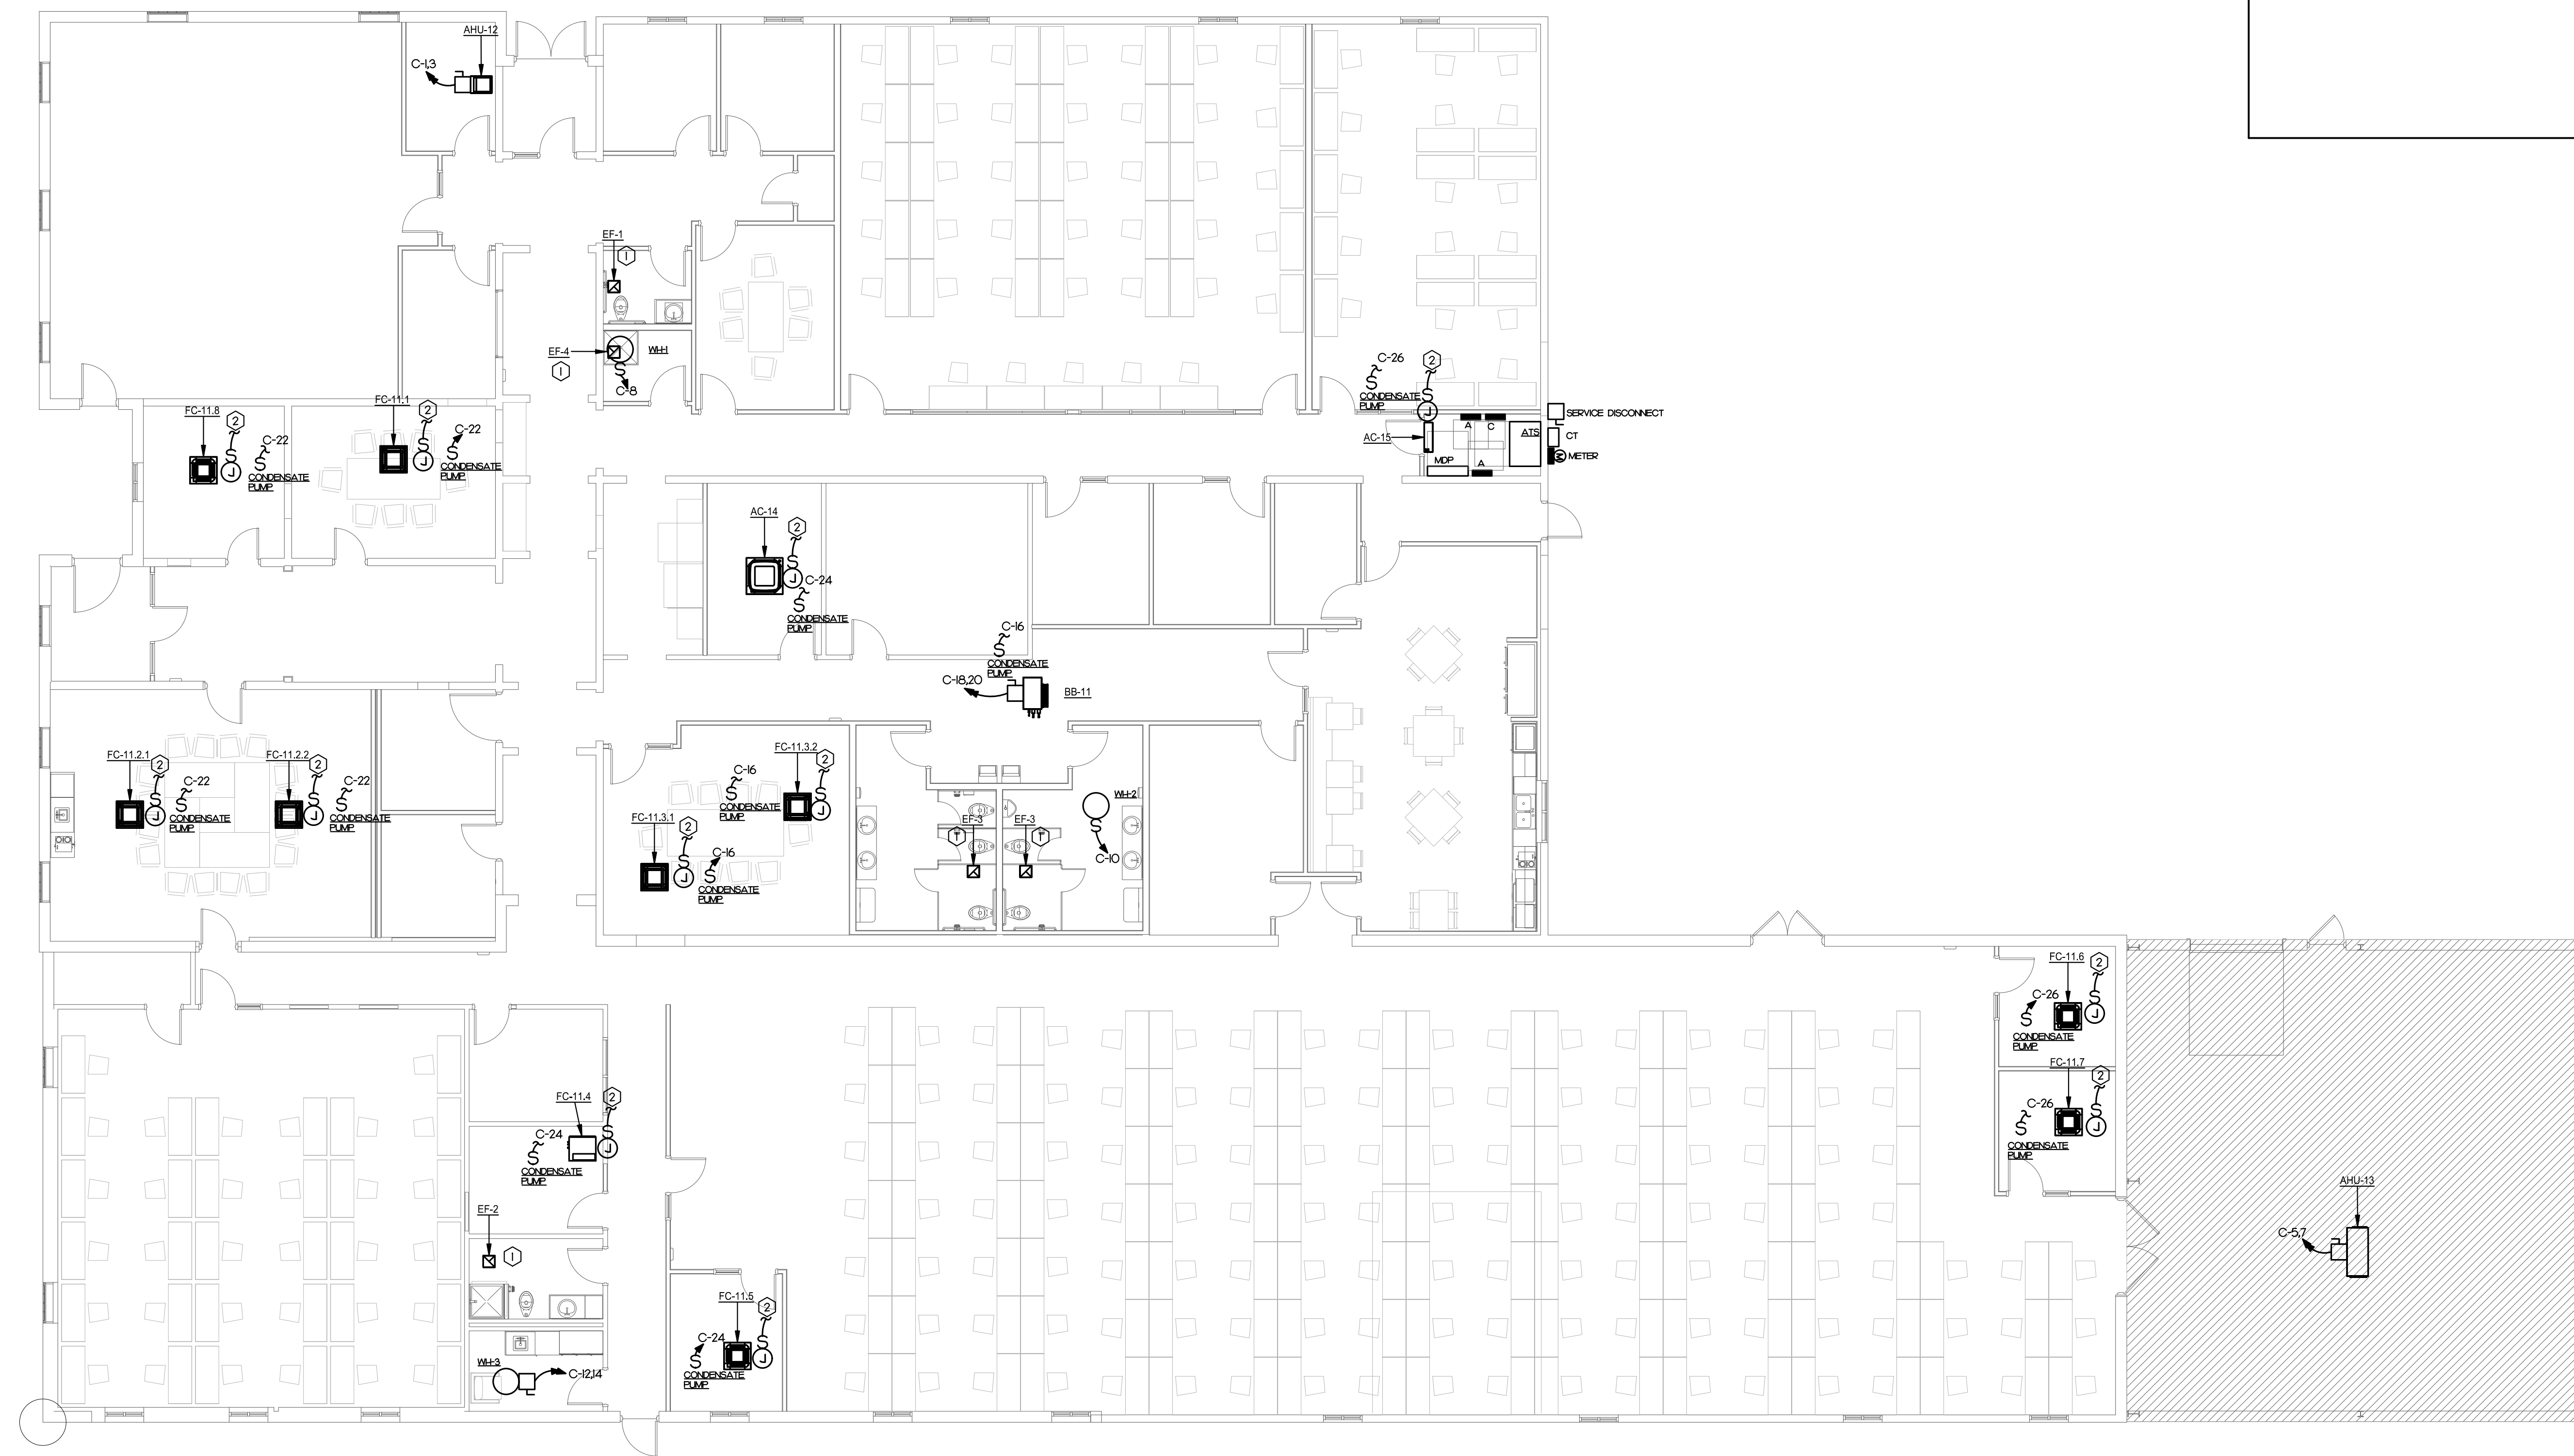 AHU-12
C-1,3
EF-1
1
EF-4
1
WH-1
C-8
C-26
2
CONDENSATE
PUMP
S
J
AC-15
A
C
ATS
MDP
A
SERVICE DISCONNECT
CT
M
METER
FC-11.8
2
C-22
S
J
S
CONDENSATE
PUMP
FC-11.1
2
C-22
S
J
S
CONDENSATE
PUMP
AC-14
2
S
J
C-24
S
CONDENSATE
PUMP
C-16
S
CONDENSATE
PUMP
C-18,20
BB-11
FC-11.2.1
2
C-22
S
J
S
CONDENSATE
PUMP
FC-11.2.2
2
C-22
S
J
S
CONDENSATE
PUMP
FC-11.3.2
2
C-16
S
S
J
CONDENSATE
PUMP
FC-11.3.1
2
C-16
S
J
S
CONDENSATE
PUMP
EF-3
1
EF-3
1
WH-2
S
C-10
FC-11.6
2
C-26
S
J
S
CONDENSATE
PUMP
FC-11.7
2
C-26
S
J
S
CONDENSATE
PUMP
FC-11.4
2
C-24
S
J
S
CONDENSATE
PUMP
EF-2
1
AHU-13
C-5,7
FC-11.5
2
C-24
S
J
S
CONDENSATE
PUMP
WH-3
C-12,14